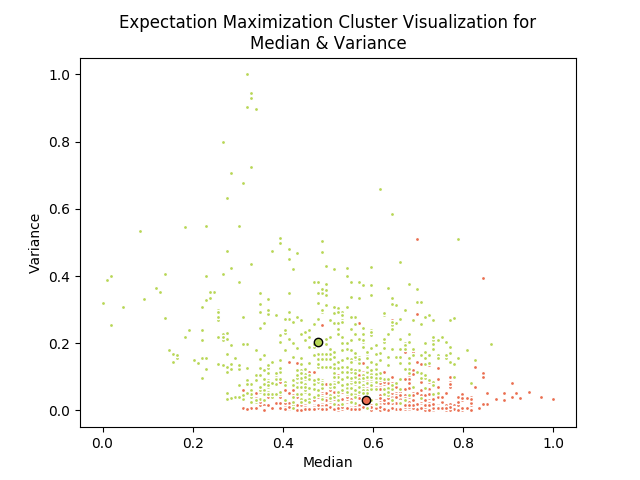 Expectation Maximization Cluster Visualization for
Median & Variance
1.0
0.8
0.6
0.4
0.2
0.0
Variance
0.0 0.2 0.4 0.6 0.8 1.0
Median